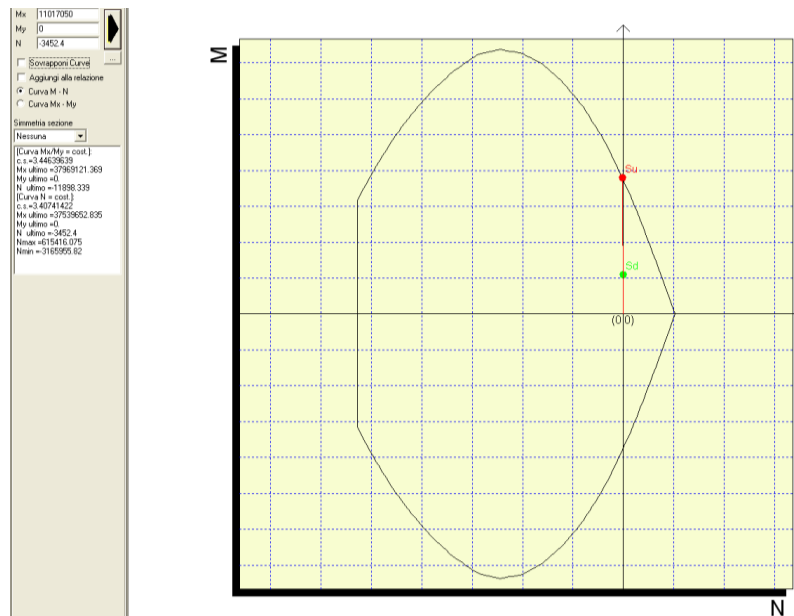 Mx 11017050
My 0
N -3452.4
...
Sovrapponi Curve
Aggiungi alla relazione
Curva M - N
Curva Mx - My
Simmetria sezione
Nessuna
[Curva Mx/My = cost.]:
c.s.=3.44639639
Mx ultimo =37969121.369
My ultimo =0.
N ultimo =-11898.339
[Curva N = cost.]:
c.s.=3.40741422
Mx ultimo =37539652.835
My ultimo =0.
N ultimo =-3452.4
Nmax =615416.075
Nmin =-3165955.82
M
Su
Sd
(0 0)
N